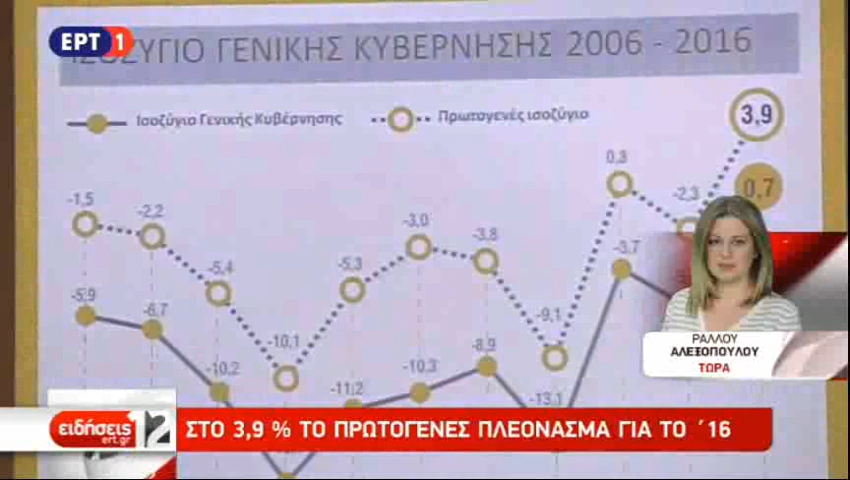 ΕΡΤ 1
ΙΣΟΖΥΓΙΟ ΓΕΝΙΚΗΣ ΚΥΒΕΡΝΗΣΗΣ 2006 - 2016
Ισοζύγιο Γενικής Κυβέρνησης
Πρωτογενές ισοζύγιο
3,9
0,3
0,7
-1,5
-2,2
-2,3
-3,0
-3,8
-3,7
-5,4
-5,3
-5,9
-6,7
-9,1
-10,1
-10,2
-11,2
-10,3
-8,9
-13,1
ΡΑΛΛΟΥ
ΑΛΕΞΟΠΟΥΛΟΥ
ΤΩΡΑ
ειδήσεις
ert.gr
12
ΣΤΟ 3,9 % ΤΟ ΠΡΩΤΟΓΕΝΕΣ ΠΛΕΟΝΑΣΜΑ ΓΙΑ ΤΟ ΄16